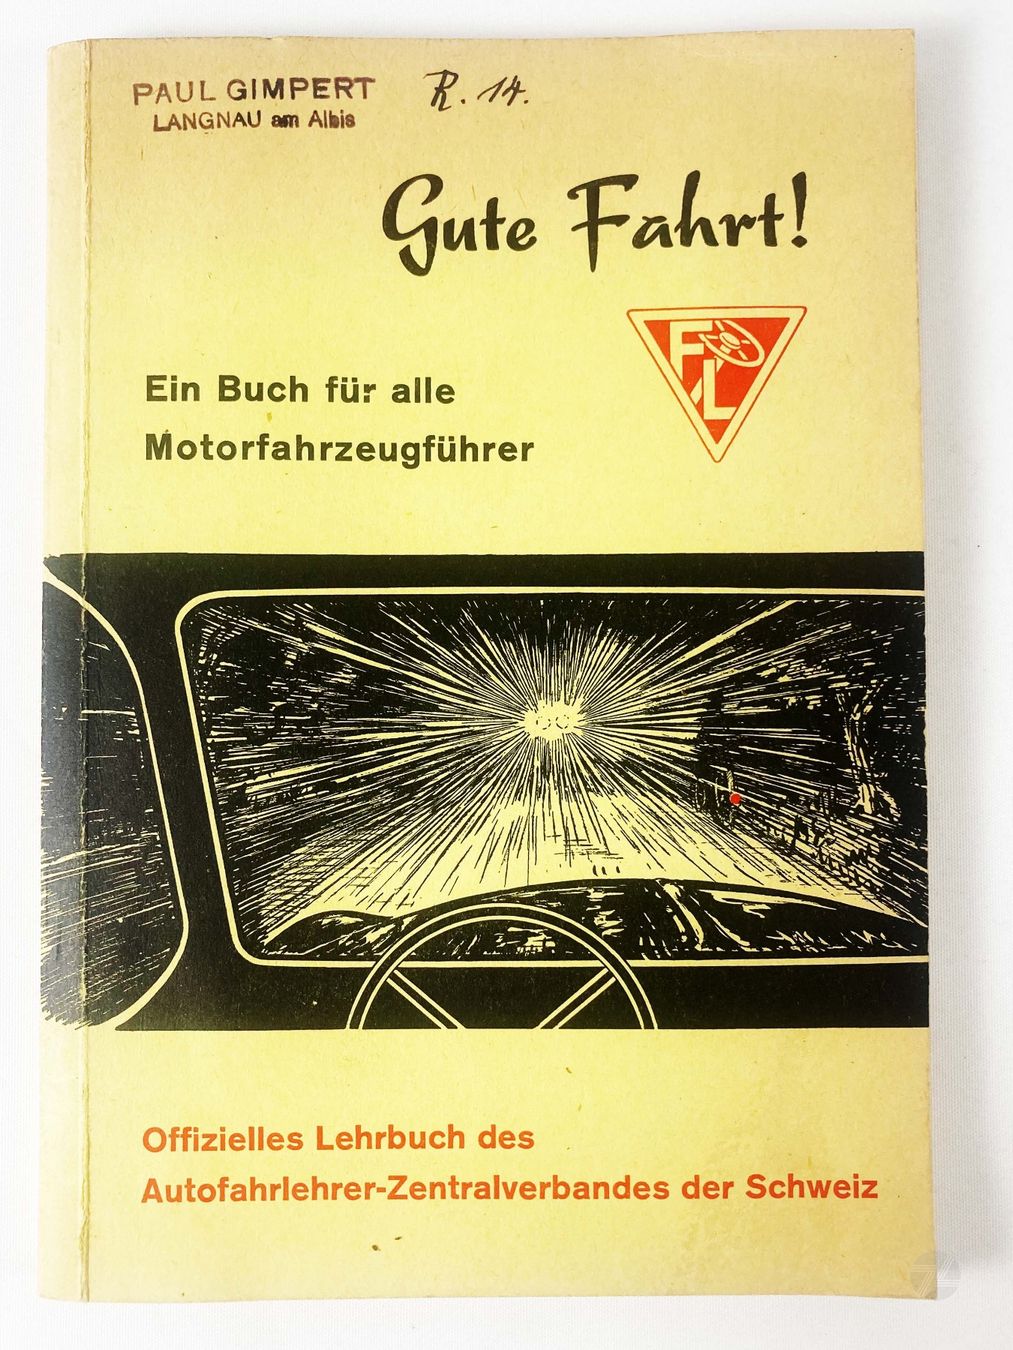 PAUL GIMPERT
LANGNAU am Albis
R. 14.
Gute Fahrt!
FL
Ein Buch für alle
Motorfahrzeugführer
Offizielles Lehrbuch des
Autofahrlehrer-Zentralverbandes der Schweiz